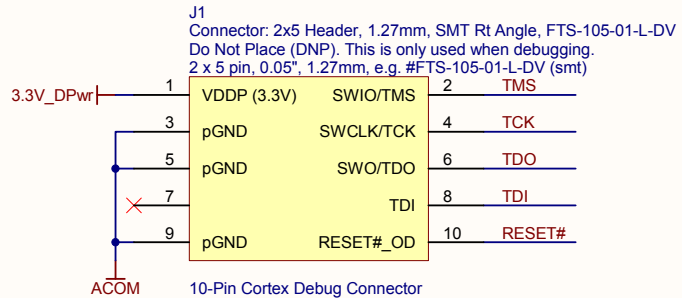 J1
Connector: 2x5 Header, 1.27mm, SMT Rt Angle, FTS-105-01-L-DV
Do Not Place (DNP). This is only used when debugging.
2 x 5 pin, 0.05", 1.27mm, e.g. #FTS-105-01-L-DV (smt)
3.3V_DPwr 1 VDDP (3.3V) SWIO/TMS 2 TMS
3 pGND SWCLK/TCK 4 TCK
5 pGND SWO/TDO 6 TDO
7 TDI 8 TDI
9 pGND RESET#_OD 10 RESET#
ACOM
10-Pin Cortex Debug Connector